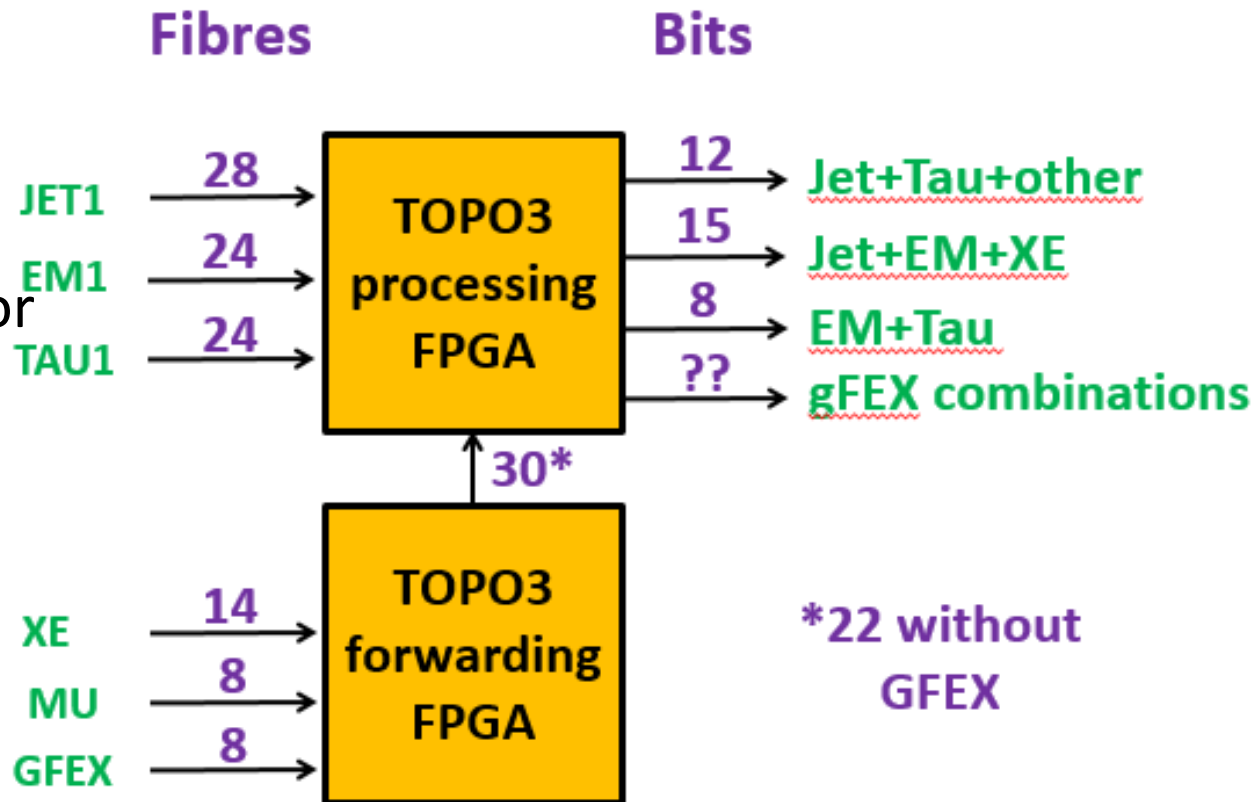 Fibres Bits
28
JET1
24
EM1
or
24
TAU1
TOPO3
processing
FPGA
12
Jet+Tau+other
15
Jet+EM+XE
8
EM+Tau
??
gFEX combinations
30*
14
XE
8
MU
8
GFEX
TOPO3
forwarding
FPGA
*22 without
GFEX